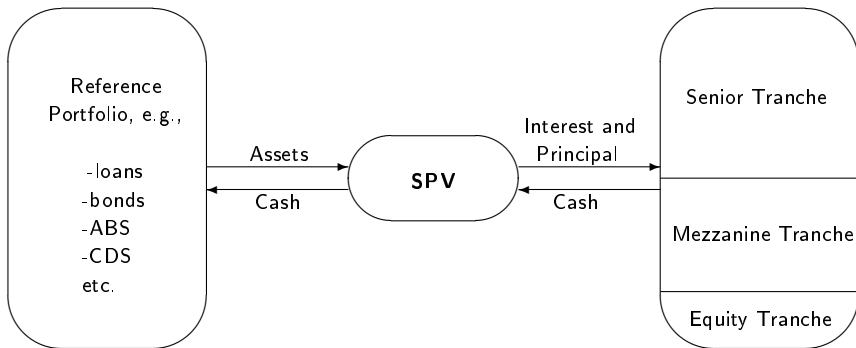 Reference
Portfolio, e.g.,
-loans
-bonds
-ABS
-CDS
etc.
Assets
Cash
SPV
Interest and
Principal
Cash
Senior Tranche
Mezzanine Tranche
Equity Tranche